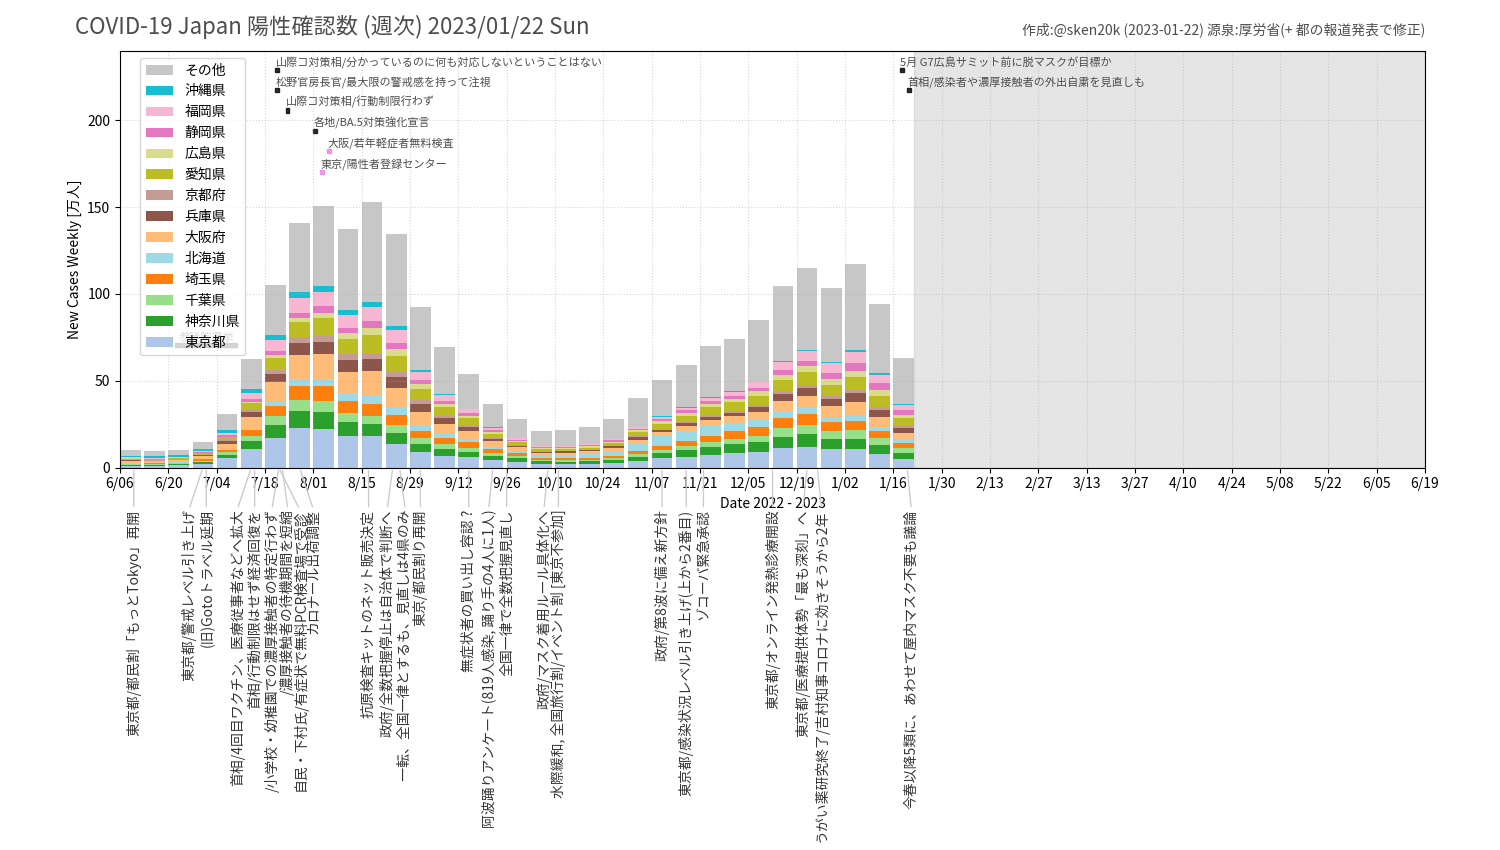 COVID-19 Japan 陽性確認数 (週次) 2023/01/22 Sun
作成:@sken20k (2023-01-22) 源泉:厚労省(+ 都の報道発表で修正)
山際コ対策相/分かっているのに何も対応しないということはない
松野官房長官/最大限の警戒感を持って注視
山際コ対策相/行動制限行わず
各地/BA.5対策強化宣言
大阪/若年軽症者無料検査
東京/陽性者登録センター
5月 G7広島サミット前に脱マスクが目標か
首相/感染者や濃厚接触者の外出自粛を見直しも
その他
沖縄県
福岡県
静岡県
広島県
愛知県
京都府
兵庫県
大阪府
北海道
埼玉県
千葉県
神奈川県
東京都
New Cases Weekly [万人]
200
150
100
50
0
6/06 6/20 7/04 7/18 8/01 8/15 8/29 9/12 9/26 10/10 10/24 11/07 11/21 12/05 12/19 1/02 1/16 1/30 2/13 2/27 3/13 3/27 4/10 4/24 5/08 5/22 6/05 6/19
Date 2022 - 2023
東京都/都民割「もっとTokyo」再開
東京都/警戒レベル引き上げ
(旧)Gotoトラベル延期
首相/4回目ワクチン、医療従事者などへ拡大
首相/行動制限はせず経済回復を
/小学校・幼稚園での濃厚接触者の特定行わず
/濃厚接触者の待機期間を短縮
自民・下村氏/有症状で無料PCR検査場で受診
カロナール出荷調整
抗原検査キットのネット販売決定
政府/全数把握停止は自治体で判断へ
一転、全国一律とするも、見直しは4県のみ
東京/都民割り再開
無症状者の買い出し容認？
阿波踊りアンケート(819人感染, 踊り手の4人に1人)
全国一律で全数把握見直し
政府/マスク着用ルール具体化へ
水際緩和, 全国旅行割/イベント割 [東京不参加]
政府/第8波に備え新方針
東京都/感染状況レベル引き上げ(上から2番目)
ゾコーバ緊急承認
東京都/オンライン発熱診療開設
東京都/医療提供体勢「最も深刻」へ
うがい薬研究終了/吉村知事コロナに効きそうから2年
今春以降5類に、あわせて屋内マスク不要も議論